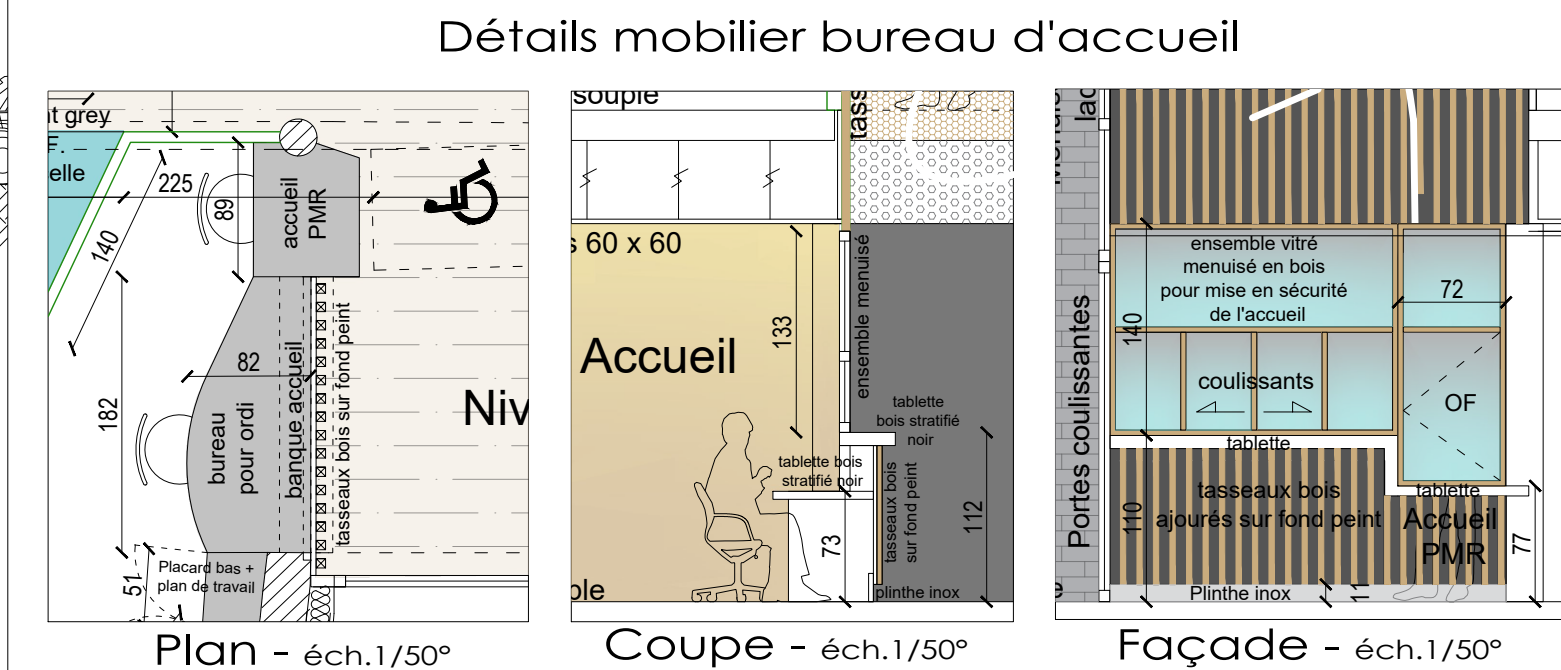 Détails mobilier bureau d'accueil
t grey
F.
elle
225
89
140
accueil
PMR
182
82
bureau
pour ordi
banque accueil
tasseaux bois sur fond peint
Niv
51
Placard bas +
plan de travail
Plan - éch.1/50°
souple
tass
60 x 60
133
ensemble menuisé
Accueil
tablette
bois stratifié
noir
tablette bois
stratifié noir
tasseaux bois
sur fond peint
112
73
ble
plinthe inox
Coupe - éch.1/50°
lac
Portes coulissantes
ensemble vitré
menuisé en bois
pour mise en sécurité
de l'accueil
72
140
coulissants
OF
tablette
110
tasseaux bois
ajourés sur fond peint
tablette
Accueil
PMR
77
Plinthe inox
11
Façade - éch.1/50°